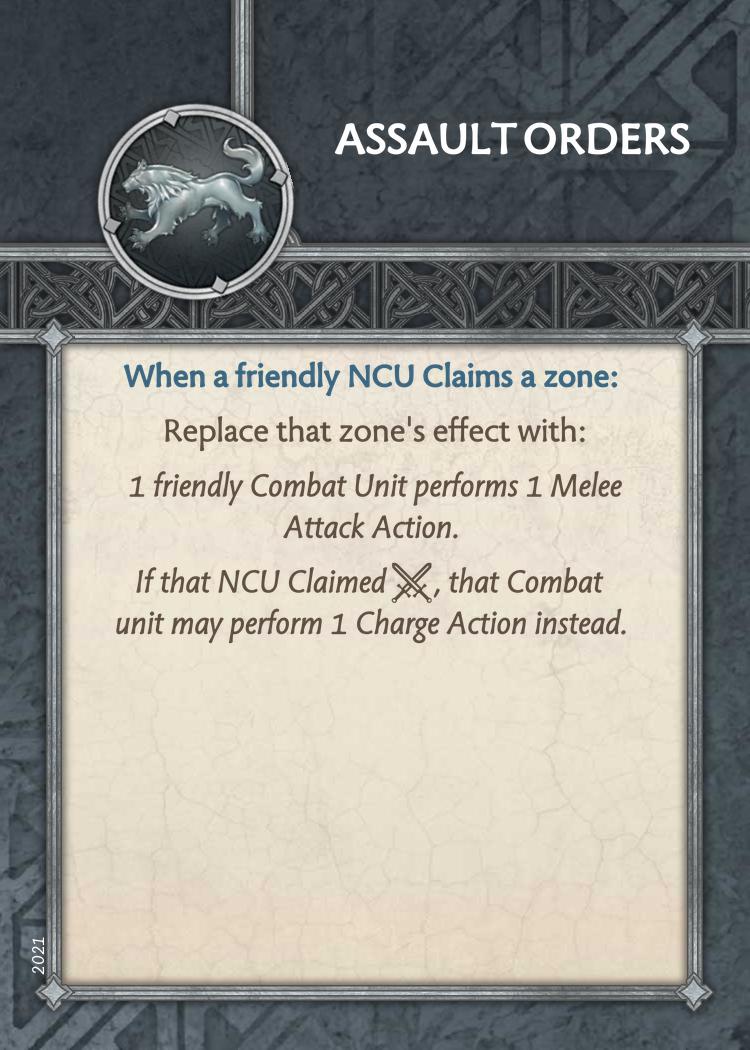 ASSAULT ORDERS
When a friendly NCU Claims a zone:
Replace that zone's effect with:
1 friendly Combat Unit performs 1 Melee
Attack Action.
If that NCU Claimed , that Combat
unit may perform 1 Charge Action instead.
2021